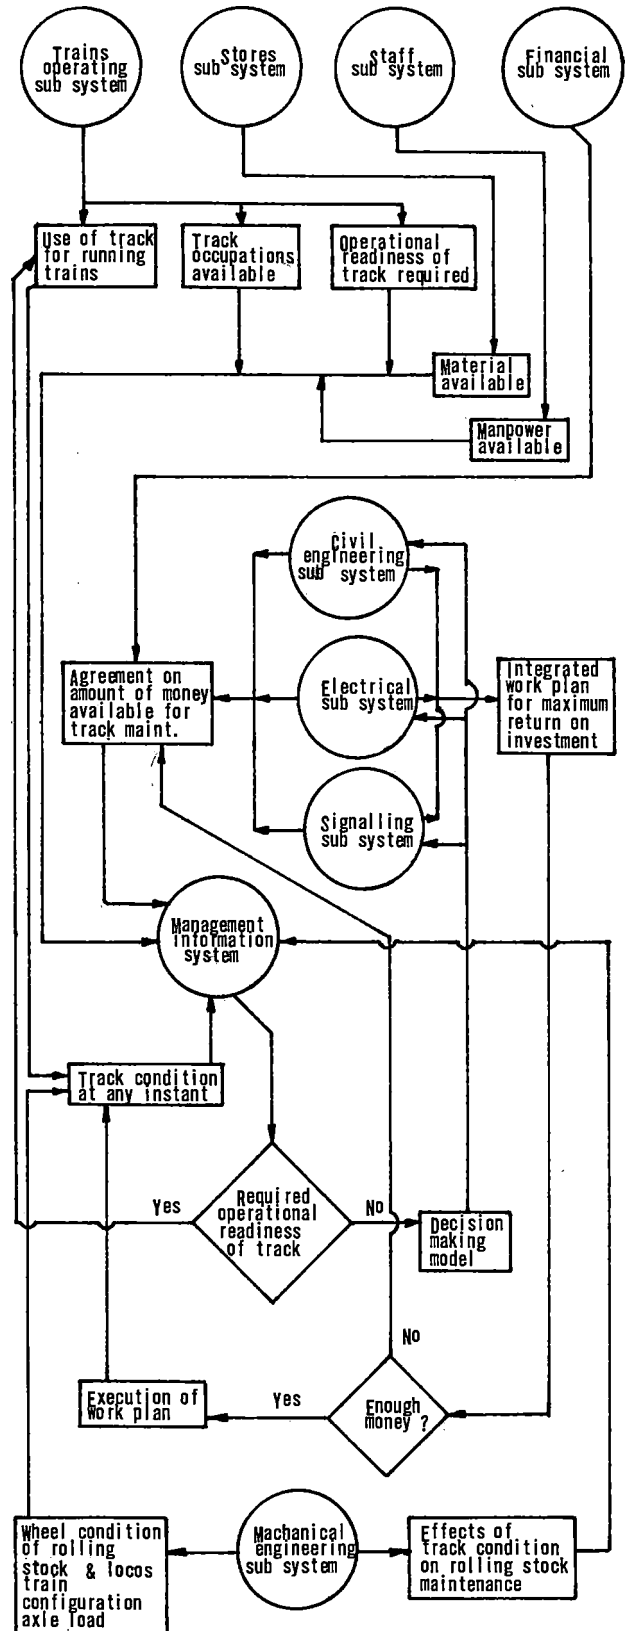 Trains
operating
sub system
Stores
sub system
Staff
sub system
Financial
sub system
Use of track
for running
trains
Track
occupations
available
Operational
readiness of
track required
Material
available
Manpower
available
Civil
engineering
sub system
Agreement on
amount of money
available for
track maint.
Electrical
sub system
Integrated
work plan
for maximum
return on
investment
Signalling
sub system
Management
information
system
Track condition
at any instant
Yes
Required
operational
readiness
of track
No
Decision
making
model
No
Execution of
work plan
Yes
Enough
money ?
Wheel condition
of rolling
stock & locos
train
configuration
axle load
Machanical
engineering
sub system
Effects of
track condition
on rolling stock
maintenance